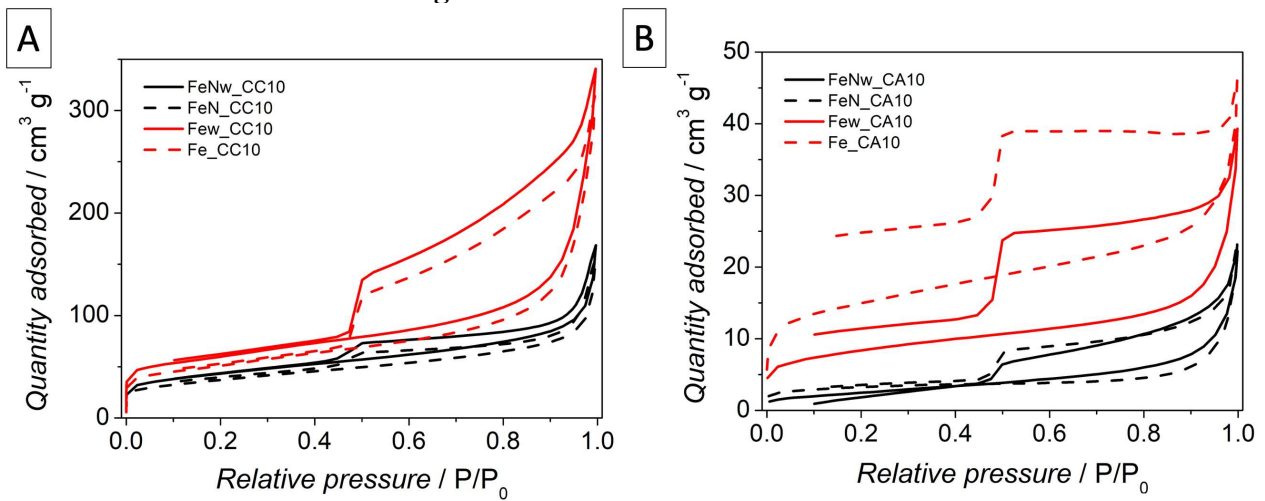 g
A
Quantity adsorbed / cm³ g⁻¹
300
200
100
0
FeNw_CC10
FeN_CC10
Few_CC10
Fe_CC10
0.0 0.2 0.4 0.6 0.8 1.0
Relative pressure / P/P₀
B
Quantity adsorbed / cm³ g⁻¹
50
40
30
20
10
0
FeNw_CA10
FeN_CA10
Few_CA10
Fe_CA10
0.0 0.2 0.4 0.6 0.8 1.0
Relative pressure / P/P₀